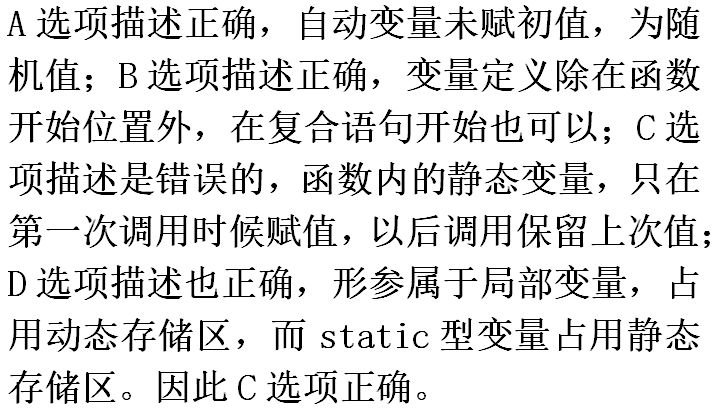 A 选项描述正确，自动变量未赋初值，为随
机值；B 选项描述正确，变量定义除在函数
开始位置外，在复合语句开始也可以；C 选
项描述是错误的，函数内的静态变量，只在
第一次调用时候赋值，以后调用保留上次值；
D 选项描述也正确，形参属于局部变量，占
用动态存储区，而 static 型变量占用静态
存储区。因此 C 选项正确。